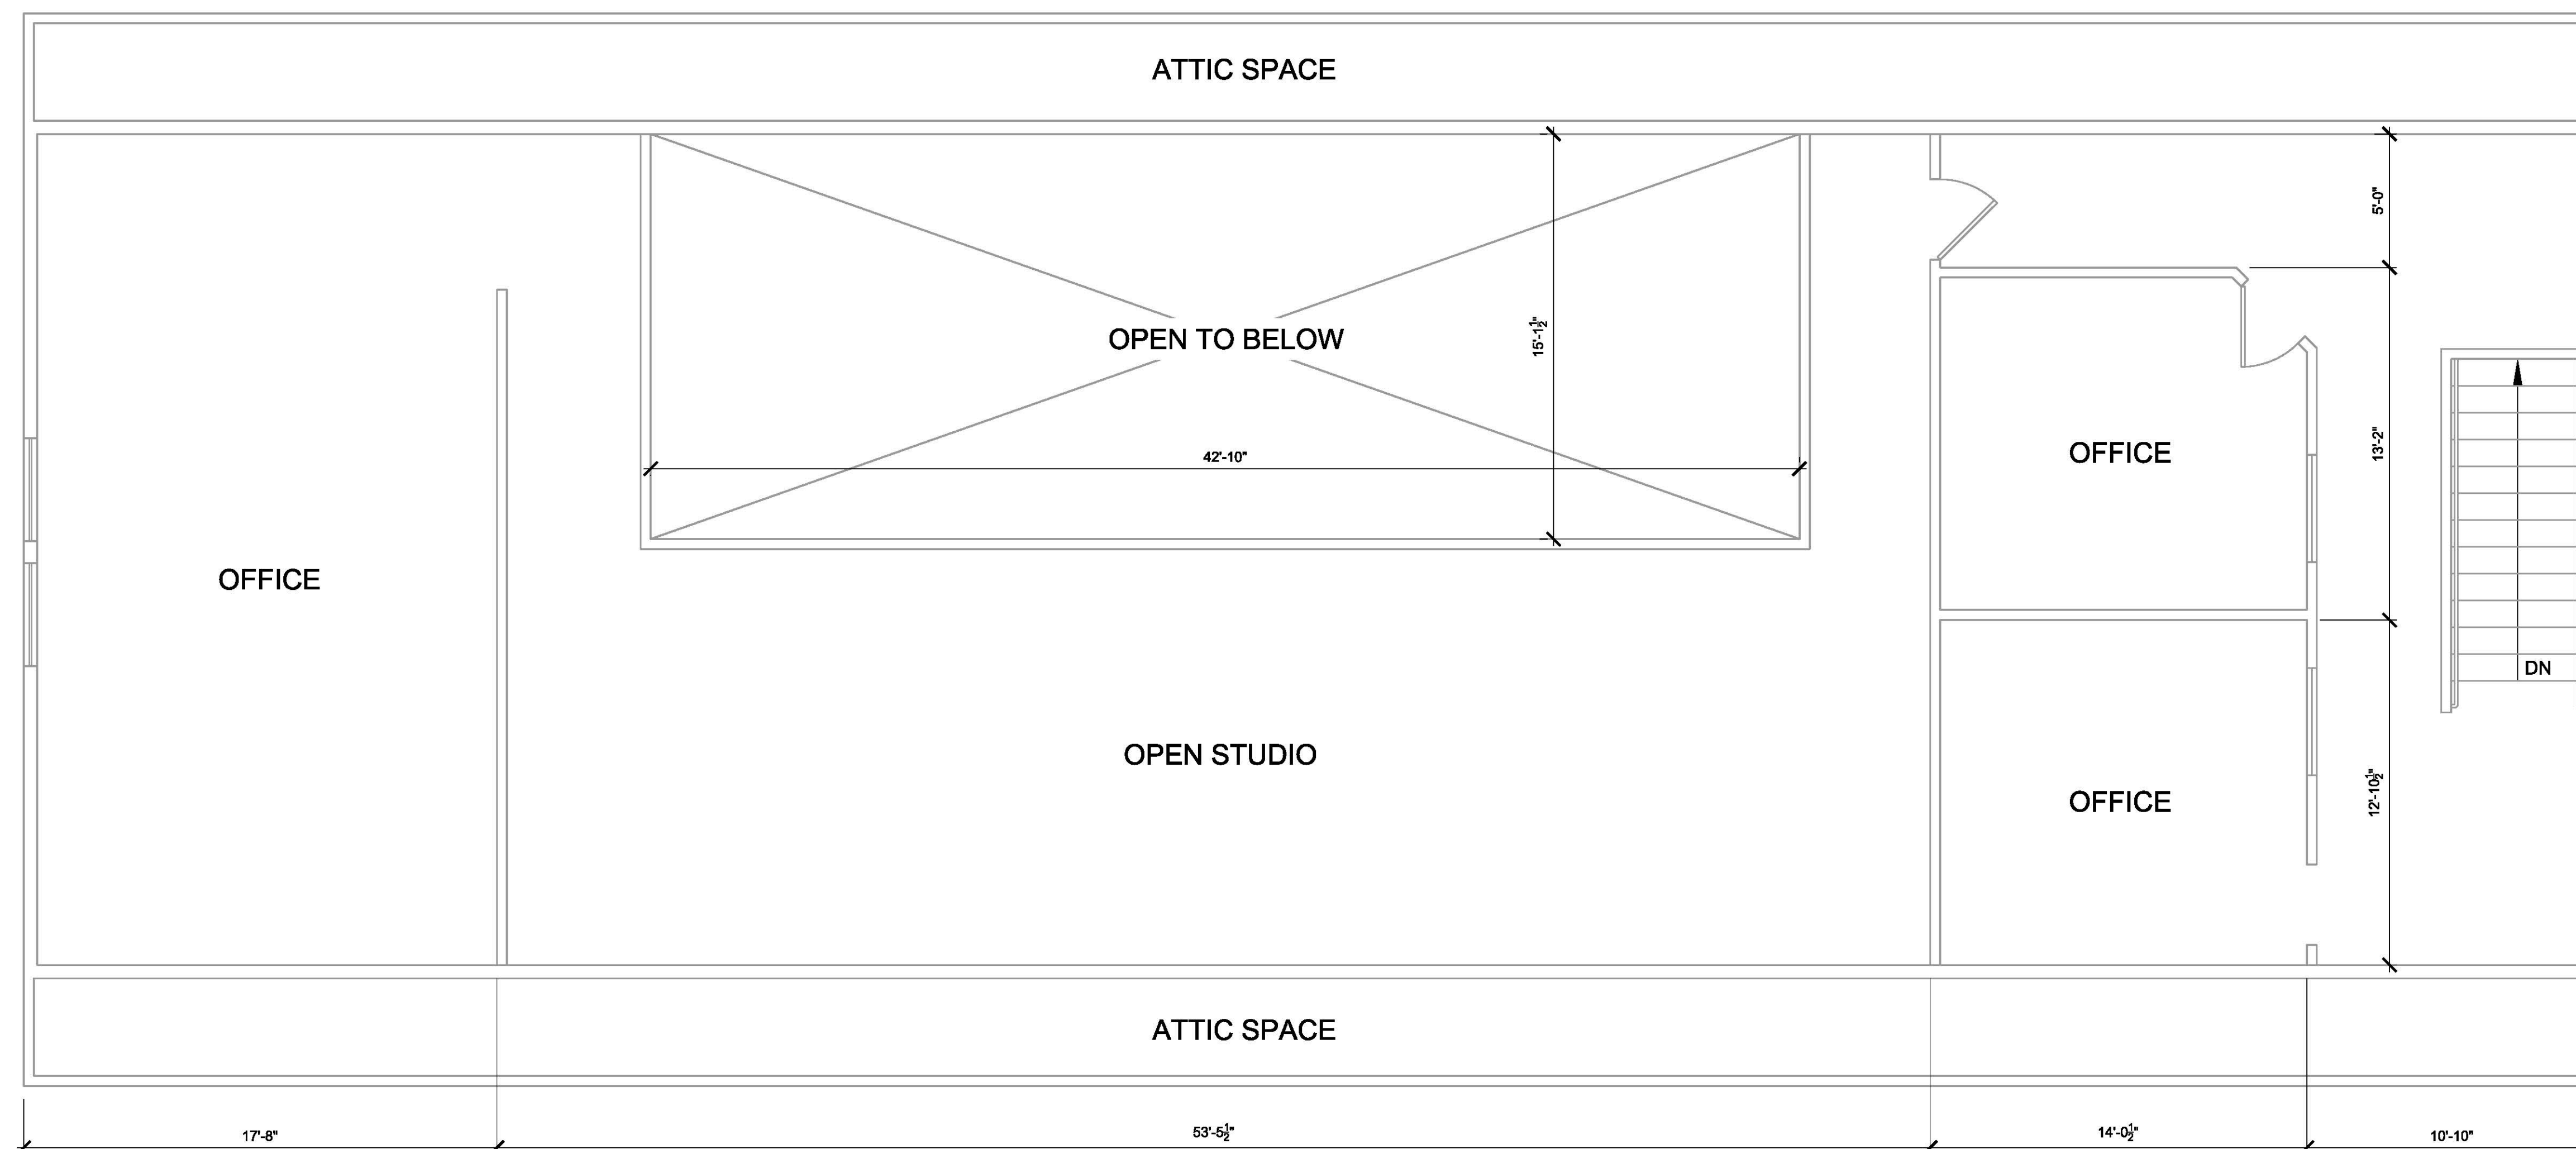 ATTIC SPACE
5'-0"
OPEN TO BELOW
15'-1½"
42'-10"
OFFICE
13'-2"
OFFICE
DN
OPEN STUDIO
OFFICE
12'-10½"
ATTIC SPACE
17'-8"
53'-5½"
14'-0½"
10'-10"